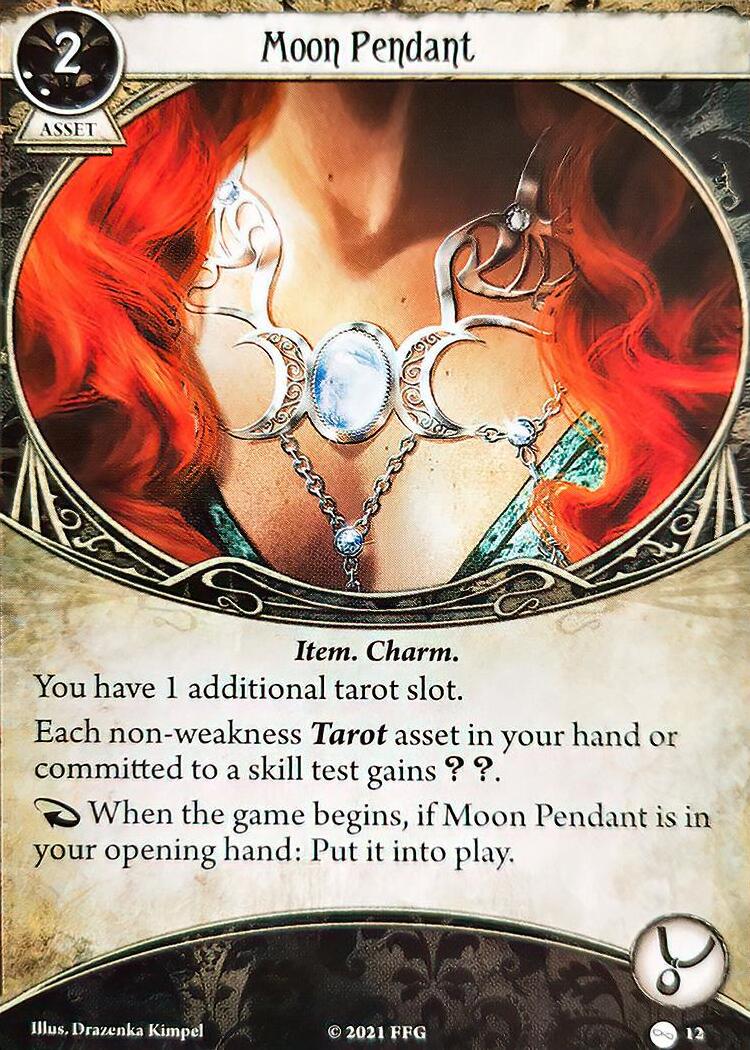 2
Moon Pendant
ASSET
Item. Charm.
You have 1 additional tarot slot.
Each non-weakness Tarot asset in your hand or
committed to a skill test gains ? ?.
When the game begins, if Moon Pendant is in
your opening hand: Put it into play.
Illus. Drazenka Kimpel
© 2021 FFG
12